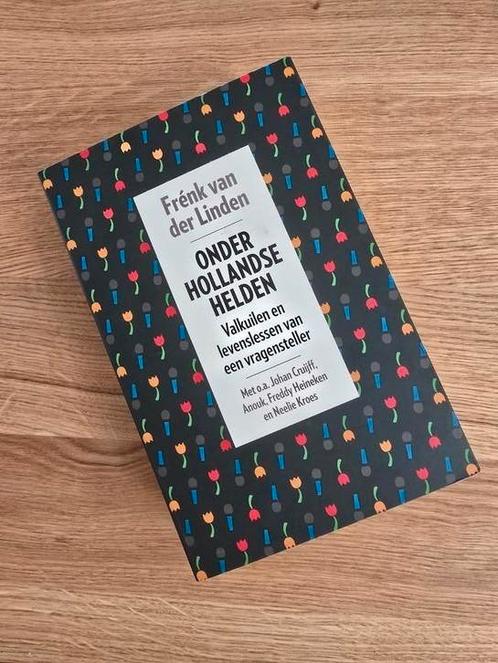 Frénk van
der Linden
ONDER
HOLLANDSE
HELDEN
Valkuilen en
levenslessen van
een vragensteller
Met o.a. Johan Cruijff,
Anouk, Freddy Heineken
en Neelie Kroes